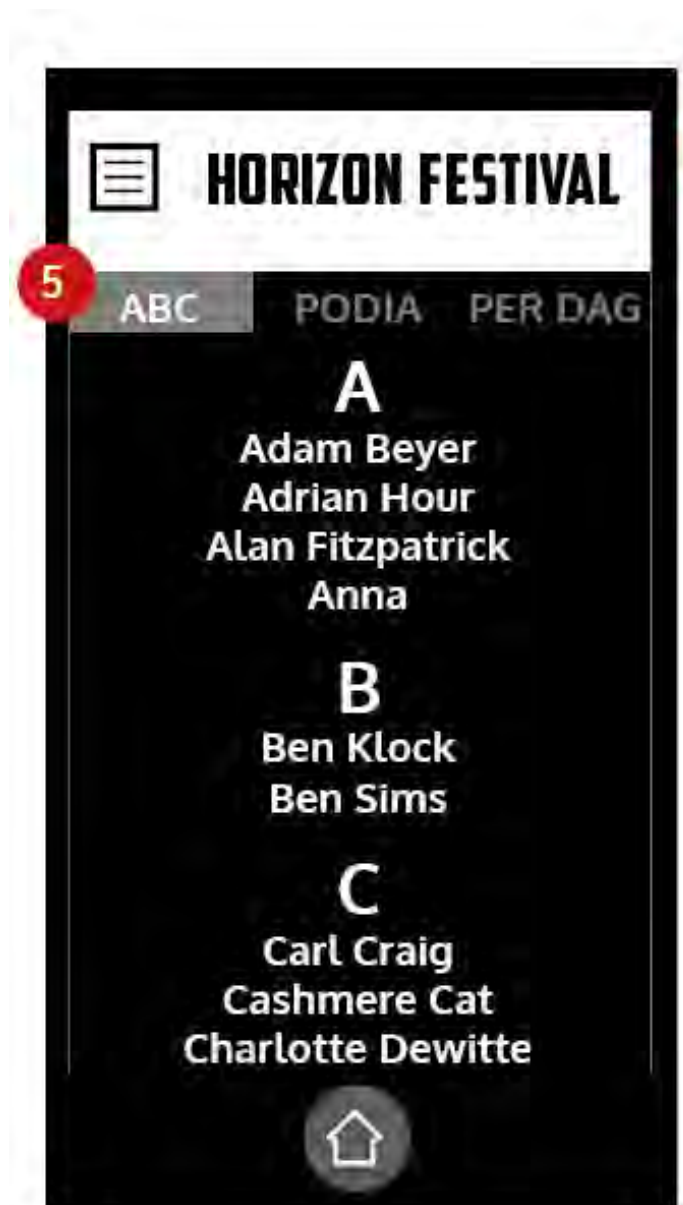 HORIZON FESTIVAL
5
ABC PODIA PER DAG
A
Adam Beyer
Adrian Hour
Alan Fitzpatrick
Anna
B
Ben Klock
Ben Sims
C
Carl Craig
Cashmere Cat
Charlotte Dewitte